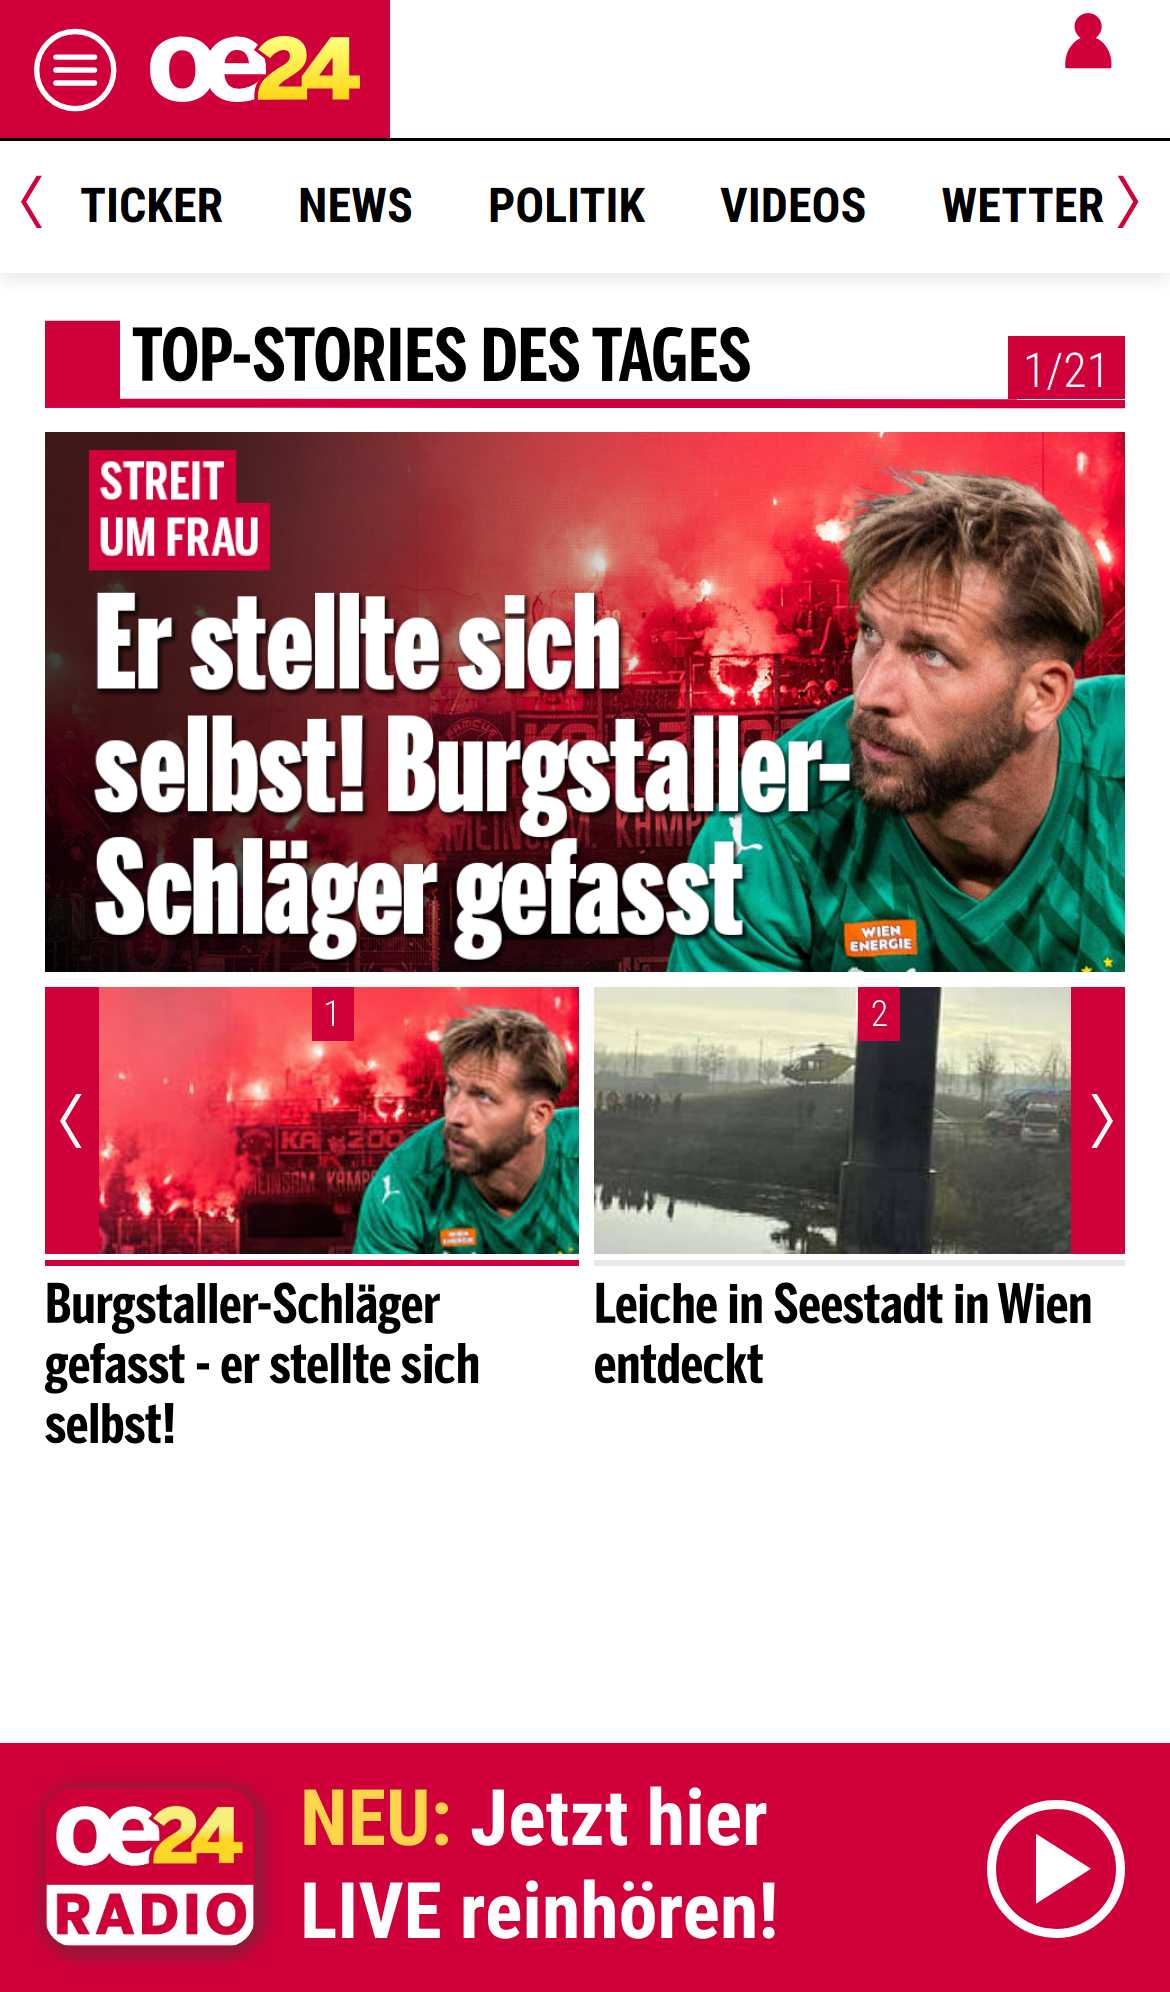 oe24
TICKER NEWS POLITIK VIDEOS WETTER
TOP-STORIES DES TAGES
1/21
STREIT
UM FRAU
Er stellte sich
selbst! Burgstaller-
Schläger gefasst
WIEN
ENERGIE
1
2
Burgstaller-Schläger
gefasst - er stellte sich
selbst!
Leiche in Seestadt in Wien
entdeckt
oe24
RADIO
NEU: Jetzt hier
LIVE reinhören!